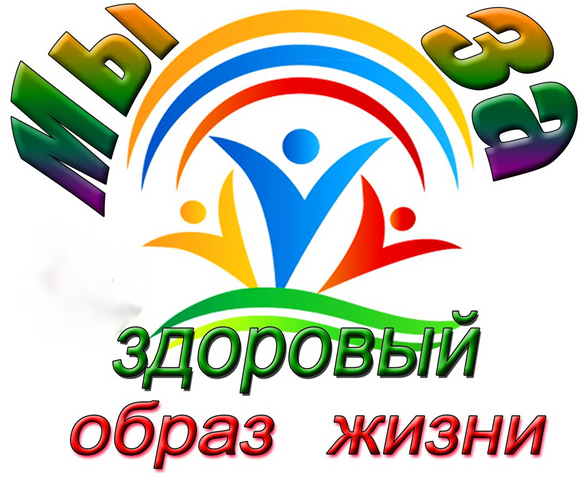 Мы за
здоровый
образ жизни